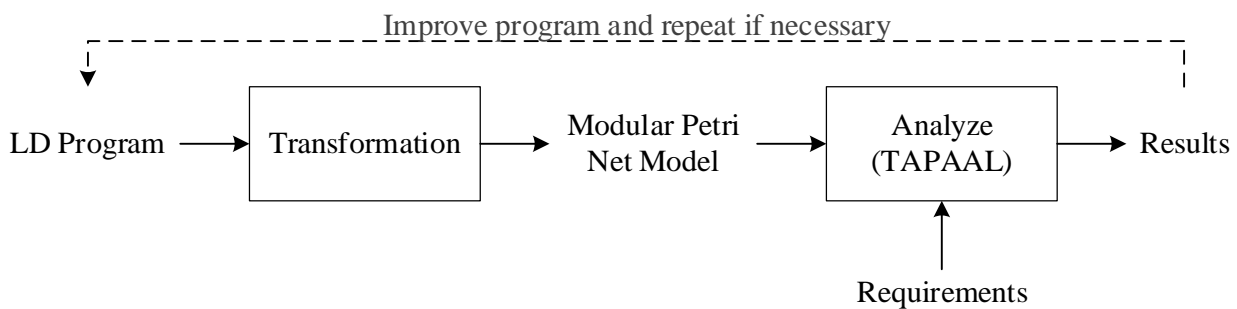 Improve program and repeat if necessary
LD Program
Transformation
Modular Petri
Net Model
Analyze
(TAPAAL)
Results
Requirements